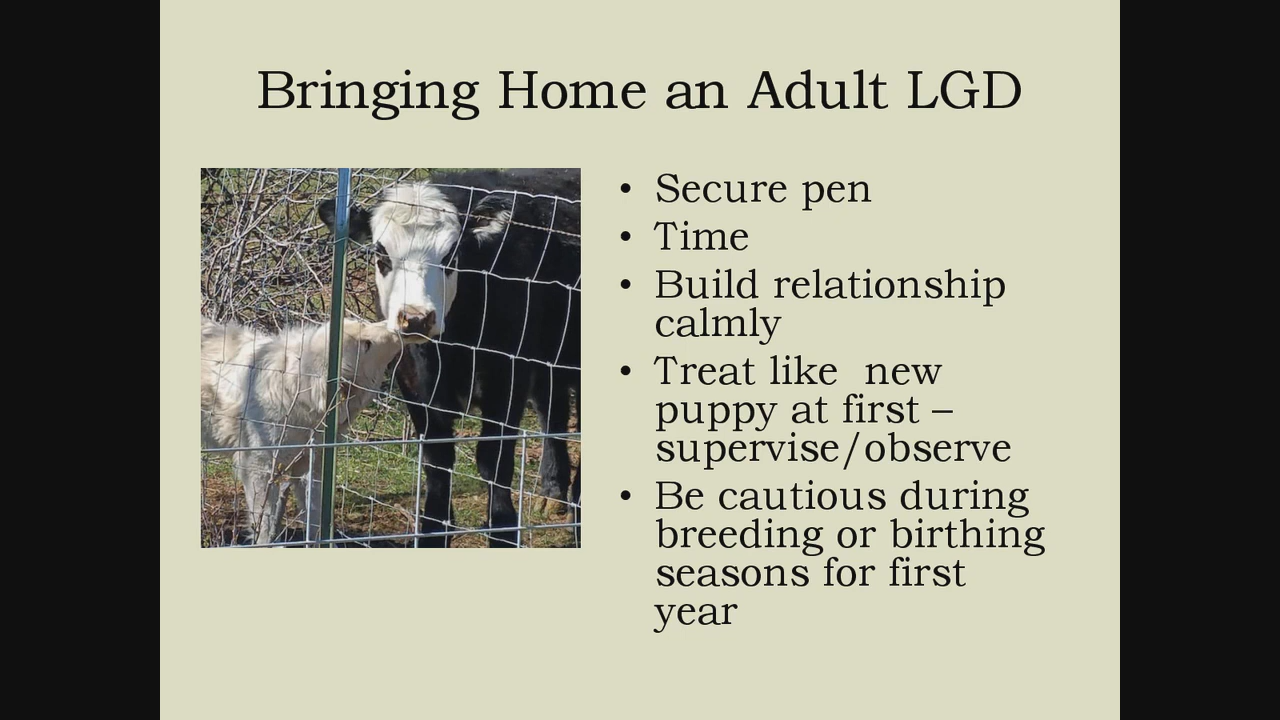 Bringing Home an Adult LGD
• Secure pen
• Time
• Build relationship
calmly
• Treat like  new
puppy at first –
supervise/observe
• Be cautious during
breeding or birthing
seasons for first
year